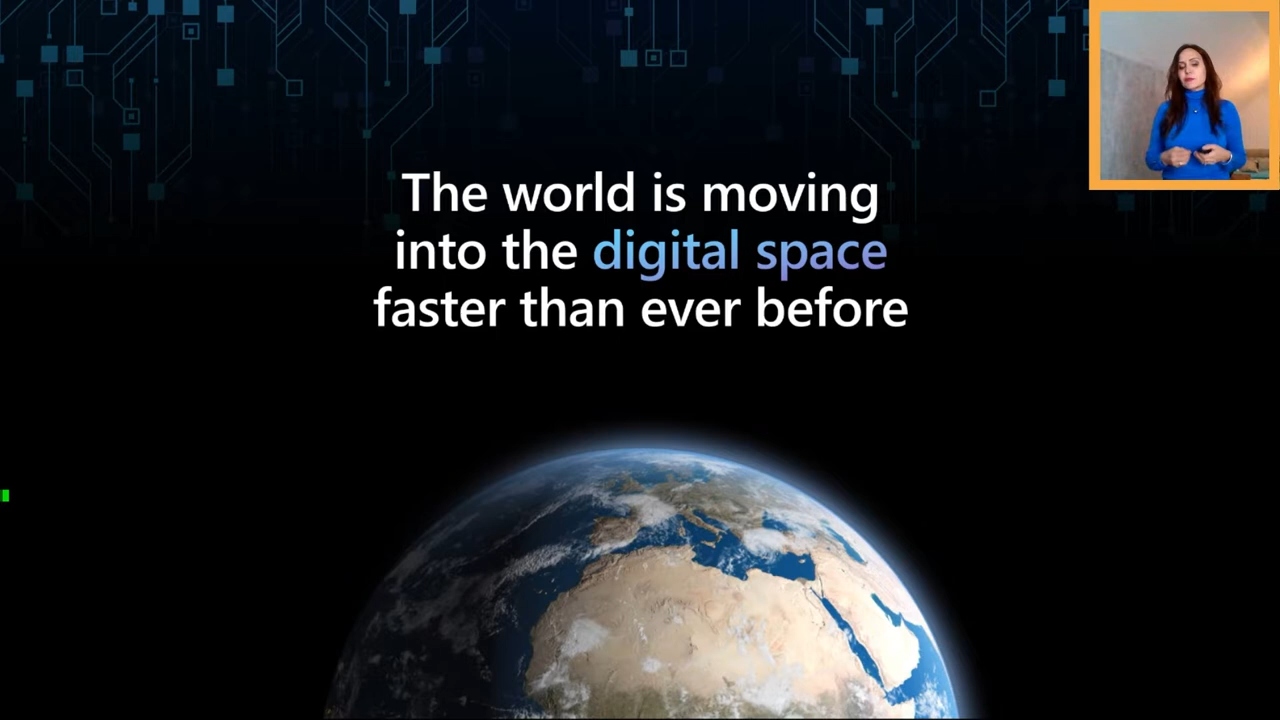 The world is moving
into the digital space
faster than ever before